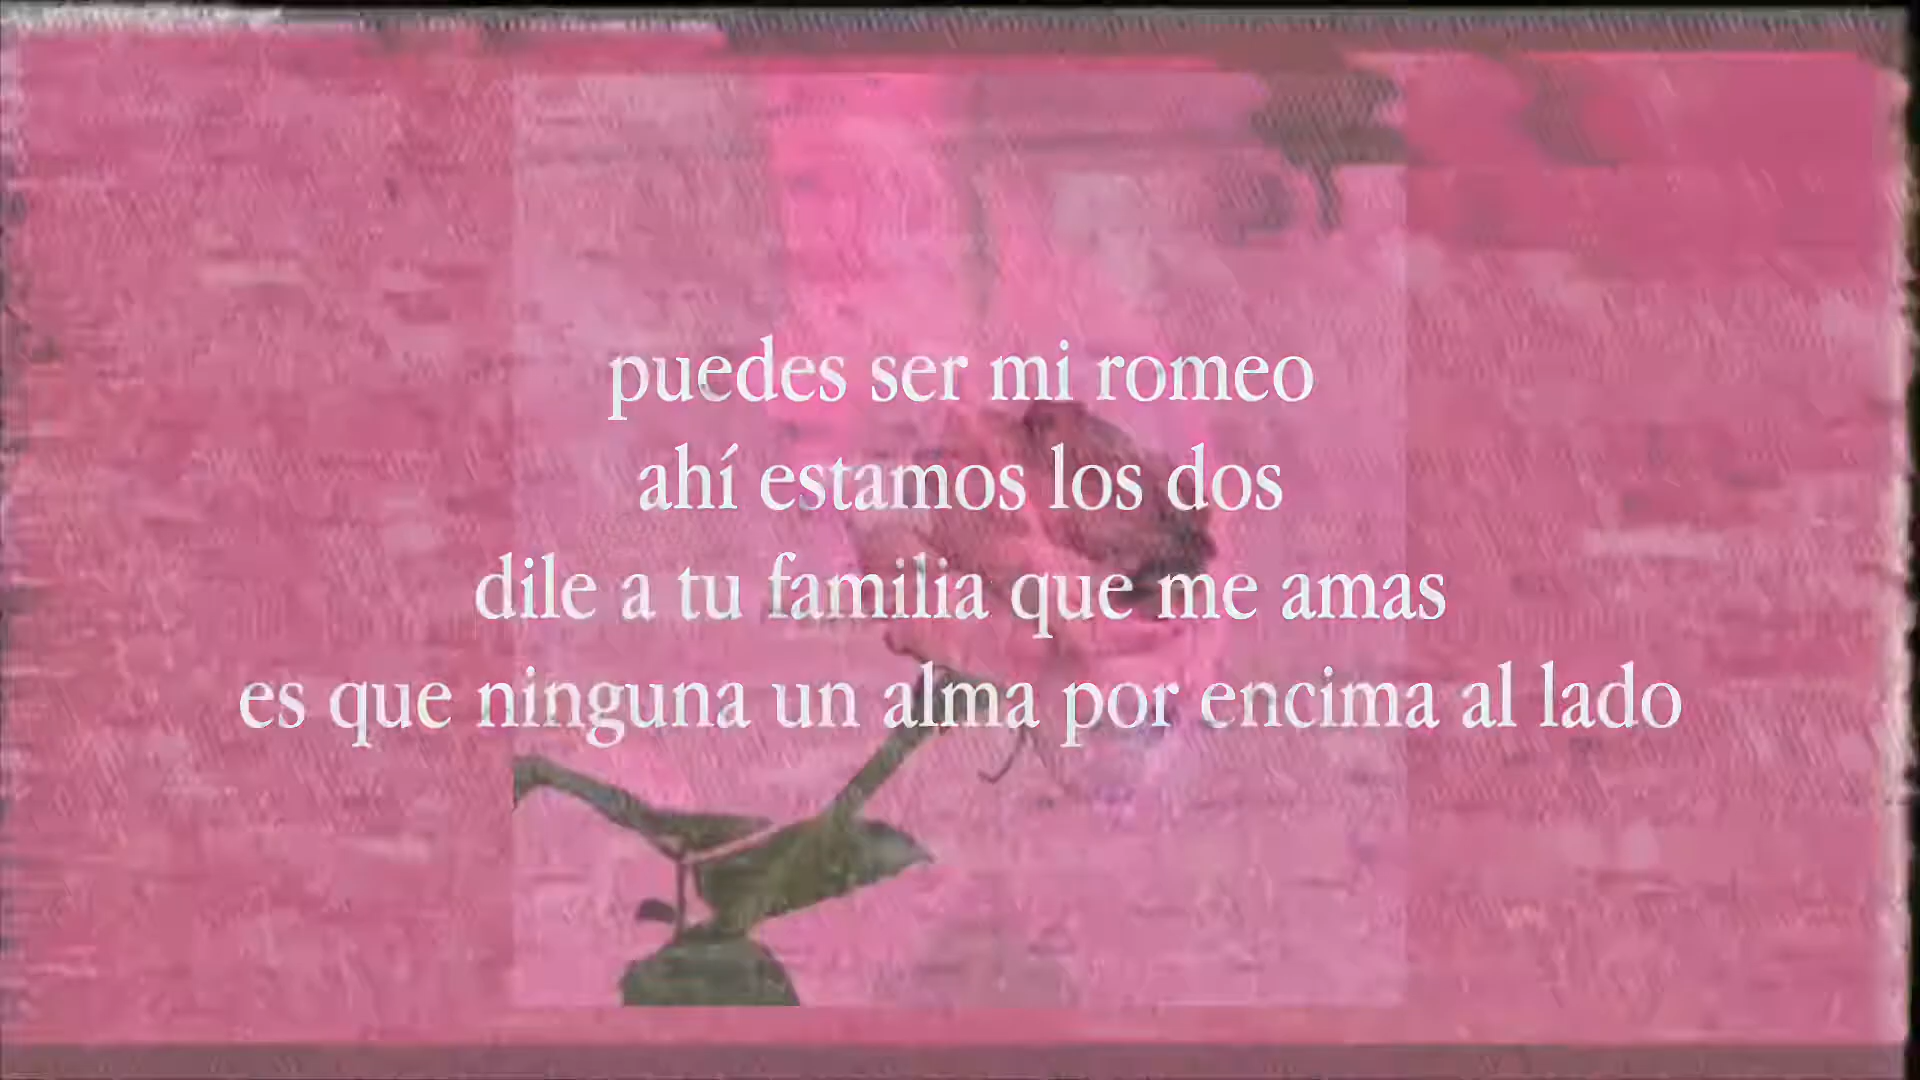 puedes ser mi romeo
ahí estamos los dos
dile a tu familia que me amas
es que ninguna un alma por encima al lado